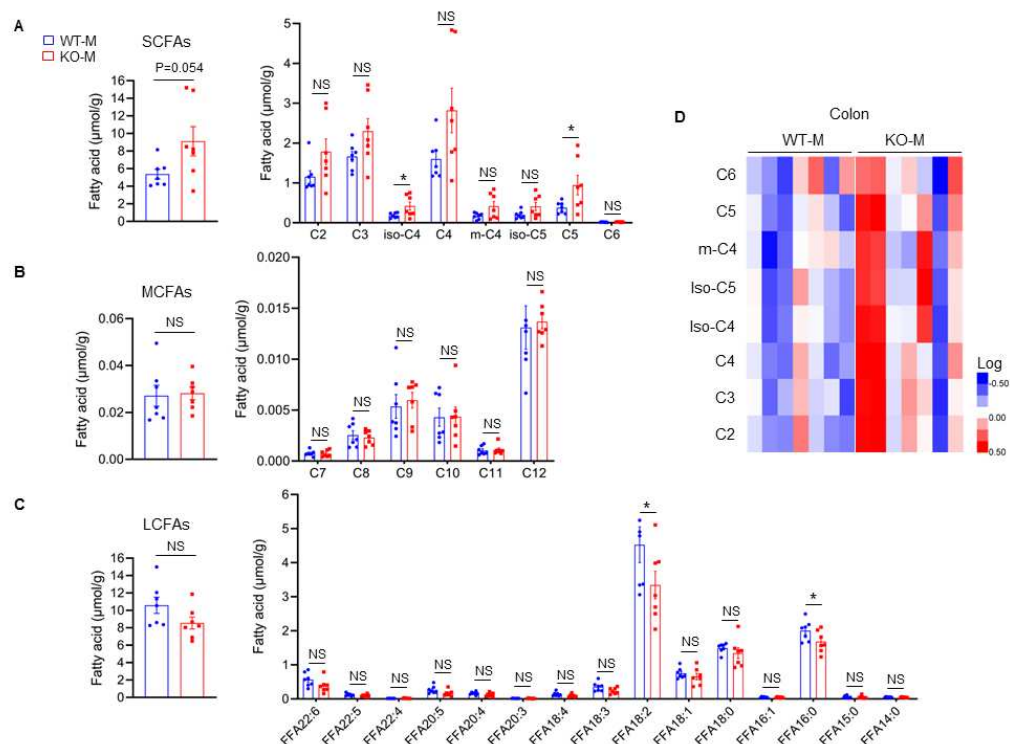 A
WT-M
KO-M
SCFAs
P=0.054
Fatty acid (μmol/g)
16
14
12
10
8
6
4
2
0
Fatty acid (μmol/g)
5
4
3
2
1
0
NS
NS
*
NS
NS
NS
*
NS
C2
C3
iso-C4
C4
m-C4
iso-C5
C5
C6
B
MCFAs
NS
Fatty acid (μmol/g)
0.06
0.04
0.02
0.00
Fatty acid (μmol/g)
0.020
0.015
0.010
0.005
0.000
NS
NS
NS
NS
NS
NS
C7
C8
C9
C10
C11
C12
C
LCFAs
NS
Fatty acid (μmol/g)
16
14
12
10
8
6
4
2
0
Fatty acid (μmol/g)
6
5
4
3
2
1
0
NS
NS
NS
NS
NS
NS
NS
NS
*
NS
NS
NS
*
NS
NS
FFA22:6
FFA22:5
FFA22:4
FFA20:5
FFA20:4
FFA20:3
FFA18:4
FFA18:3
FFA18:2
FFA18:1
FFA18:0
FFA16:1
FFA16:0
FFA15:0
FFA14:0
D
Colon
WT-M
KO-M
C6
C5
m-C4
Iso-C5
Iso-C4
C4
C3
C2
Log
-0.50
0.00
0.50